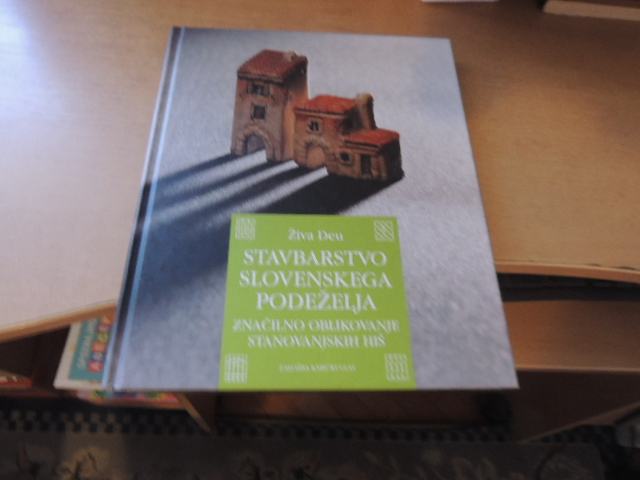 Živa Deu
STAVBARSTVO
SLOVENSKEGA
PODEŽELJA
ZNAČILNO OBLIKOVANJE
STANOVANJSKIH HIŠ